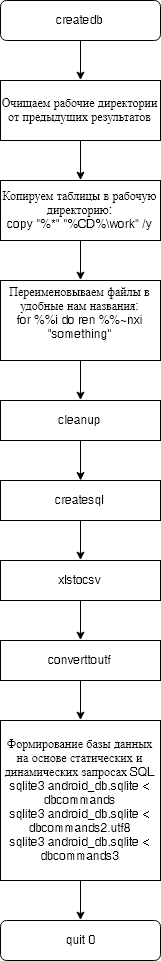 createdb
Очищаем рабочие директории
от предыдущих результатов
Копируем таблицы в рабочую
директорию:
copy "%*" "%CD%\work" /y
Переименовываем файлы в
удобные нам названия:
for %%i do ren %%~nxi
"something"
cleanup
createsql
xlstocsv
converttoutf
Формирование базы данных
на основе статических и
динамических запросах SQL
sqlite3 android_db.sqlite <
dbcommands
sqlite3 android_db.sqlite <
dbcommands2.utf8
sqlite3 android_db.sqlite <
dbcommands3
quit 0